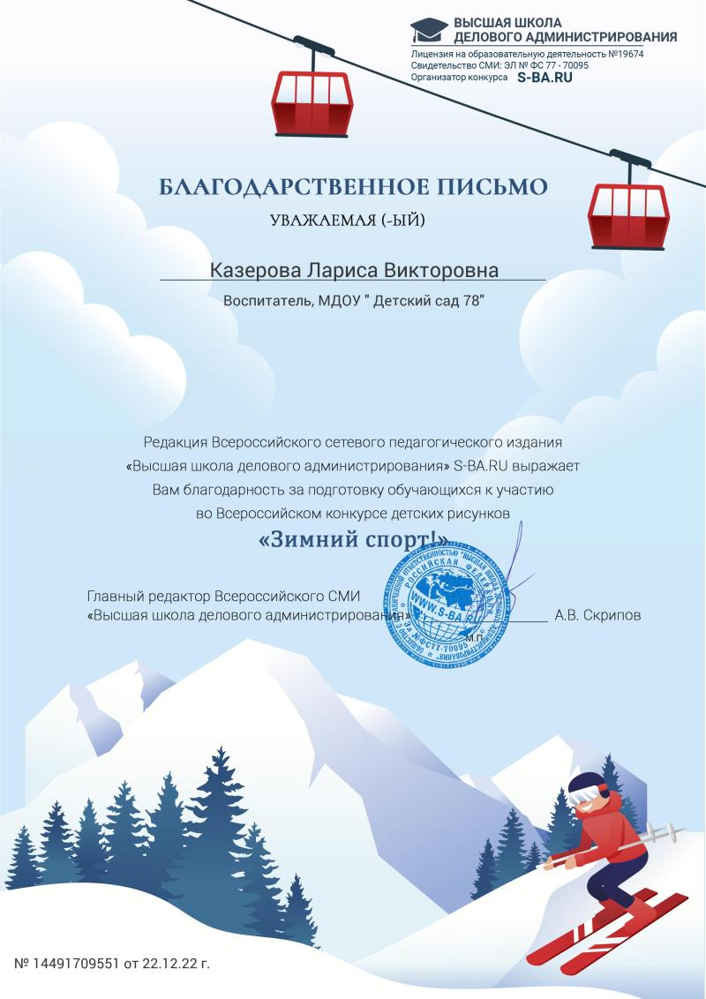 ВЫСШАЯ ШКОЛА
ДЕЛОВОГО АДМИНИСТРИРОВАНИЯ
Лицензия на образовательную деятельность №19674
Свидетельство СМИ: ЭЛ № ФС 77 - 70095
Организатор конкурса S-BA.RU
БЛАГОДАРСТВЕННОЕ ПИСЬМО
УВАЖАЕМАЯ (-ЫЙ)
Казерова Лариса Викторовна
Воспитатель, МДОУ " Детский сад 78"
Редакция Всероссийского сетевого педагогического издания
«Высшая школа делового администрирования» S-BA.RU выражает
Вам благодарность за подготовку обучающихся к участию
во Всероссийском конкурсе детских рисунков
«Зимний спорт!»
Главный редактор Всероссийского СМИ
«Высшая школа делового администрирования» А.В. Скрипов
М.П.
РОССИЙСКАЯ ФЕДЕРАЦИЯ
WWW.S-BA.RU
Эл №ФС77-70095
№ 14491709551 от 22.12.22 г.